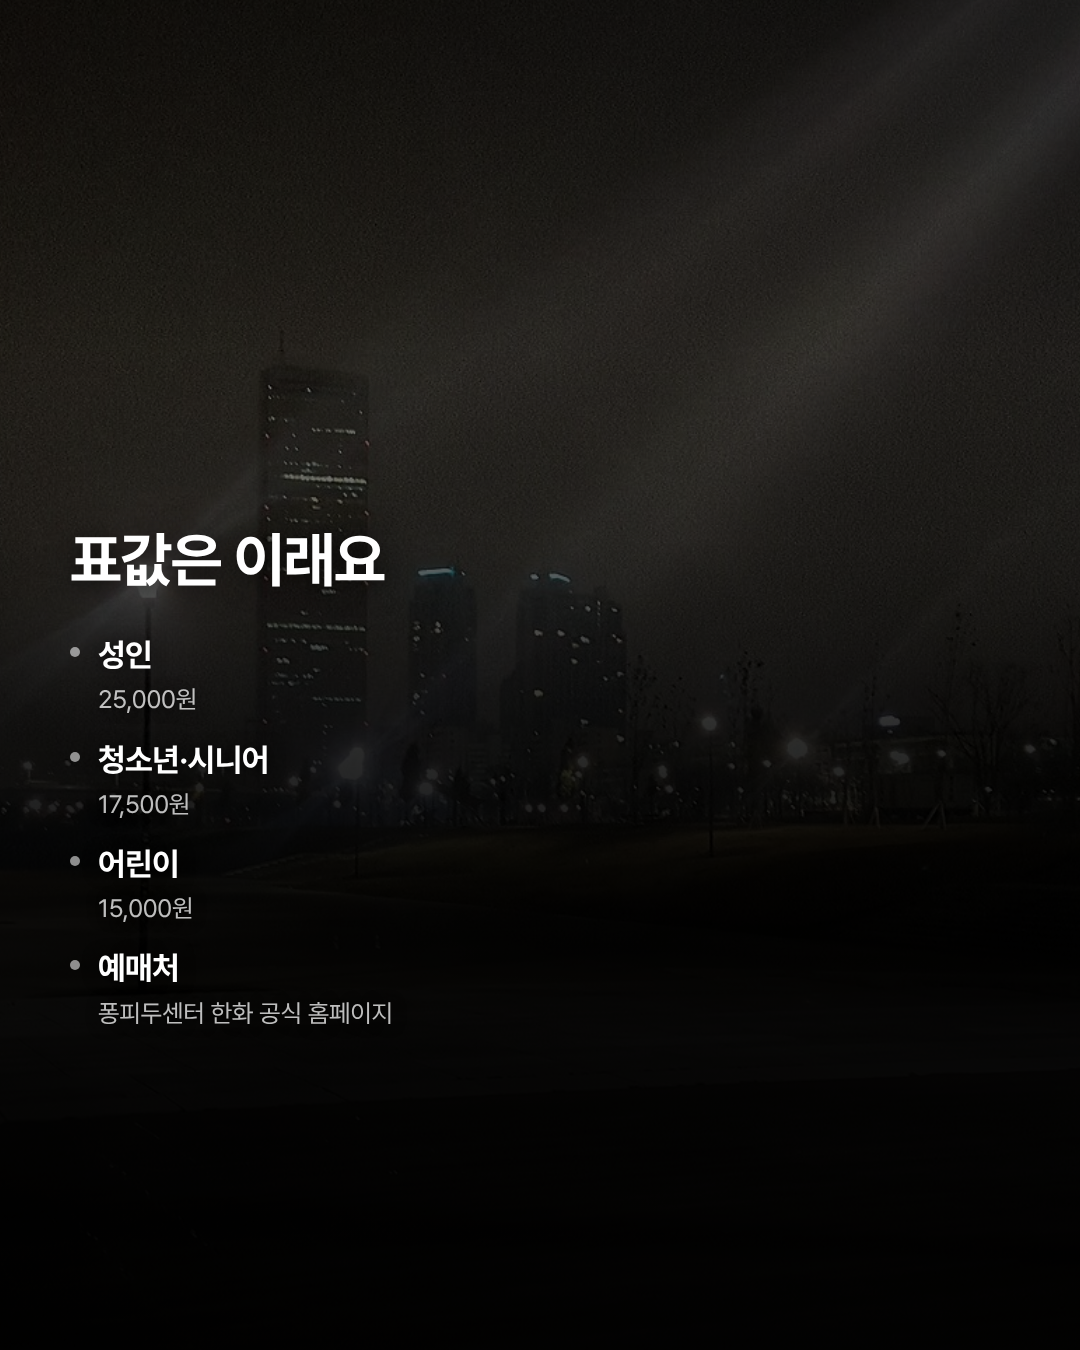 표값은 이래요
성인
25,000원
청소년·시니어
17,500원
어린이
15,000원
예매처
퐁피두센터 한화 공식 홈페이지